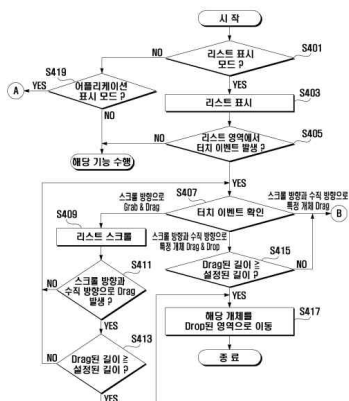 시 작
S401
리스트 표시
모드 ?
NO
YES
S419
어플리케이션
표시 모드 ?
YES
A
NO
S403
리스트 표시
S405
리스트 영역에서
터치 이벤트 발생 ?
NO
해당 기능 수행
YES
스크롤 방향으로
Grab & Drag
S407
터치 이벤트 확인
스크롤 방향과 수직 방향으로
특정 개체 Drag
B
S409
리스트 스크롤
스크롤 방향과 수직 방향으로
특정 개체 Drag & Drop
S415
Drag된 길이 ≥
설정된 길이 ?
NO
S411
스크롤 방향과
수직 방향으로 Drag
발생 ?
NO
YES
YES
S417
해당 개체를
Drop된 영역으로 이동
S413
Drag된 길이 ≥
설정된 길이 ?
NO
종 료
YES